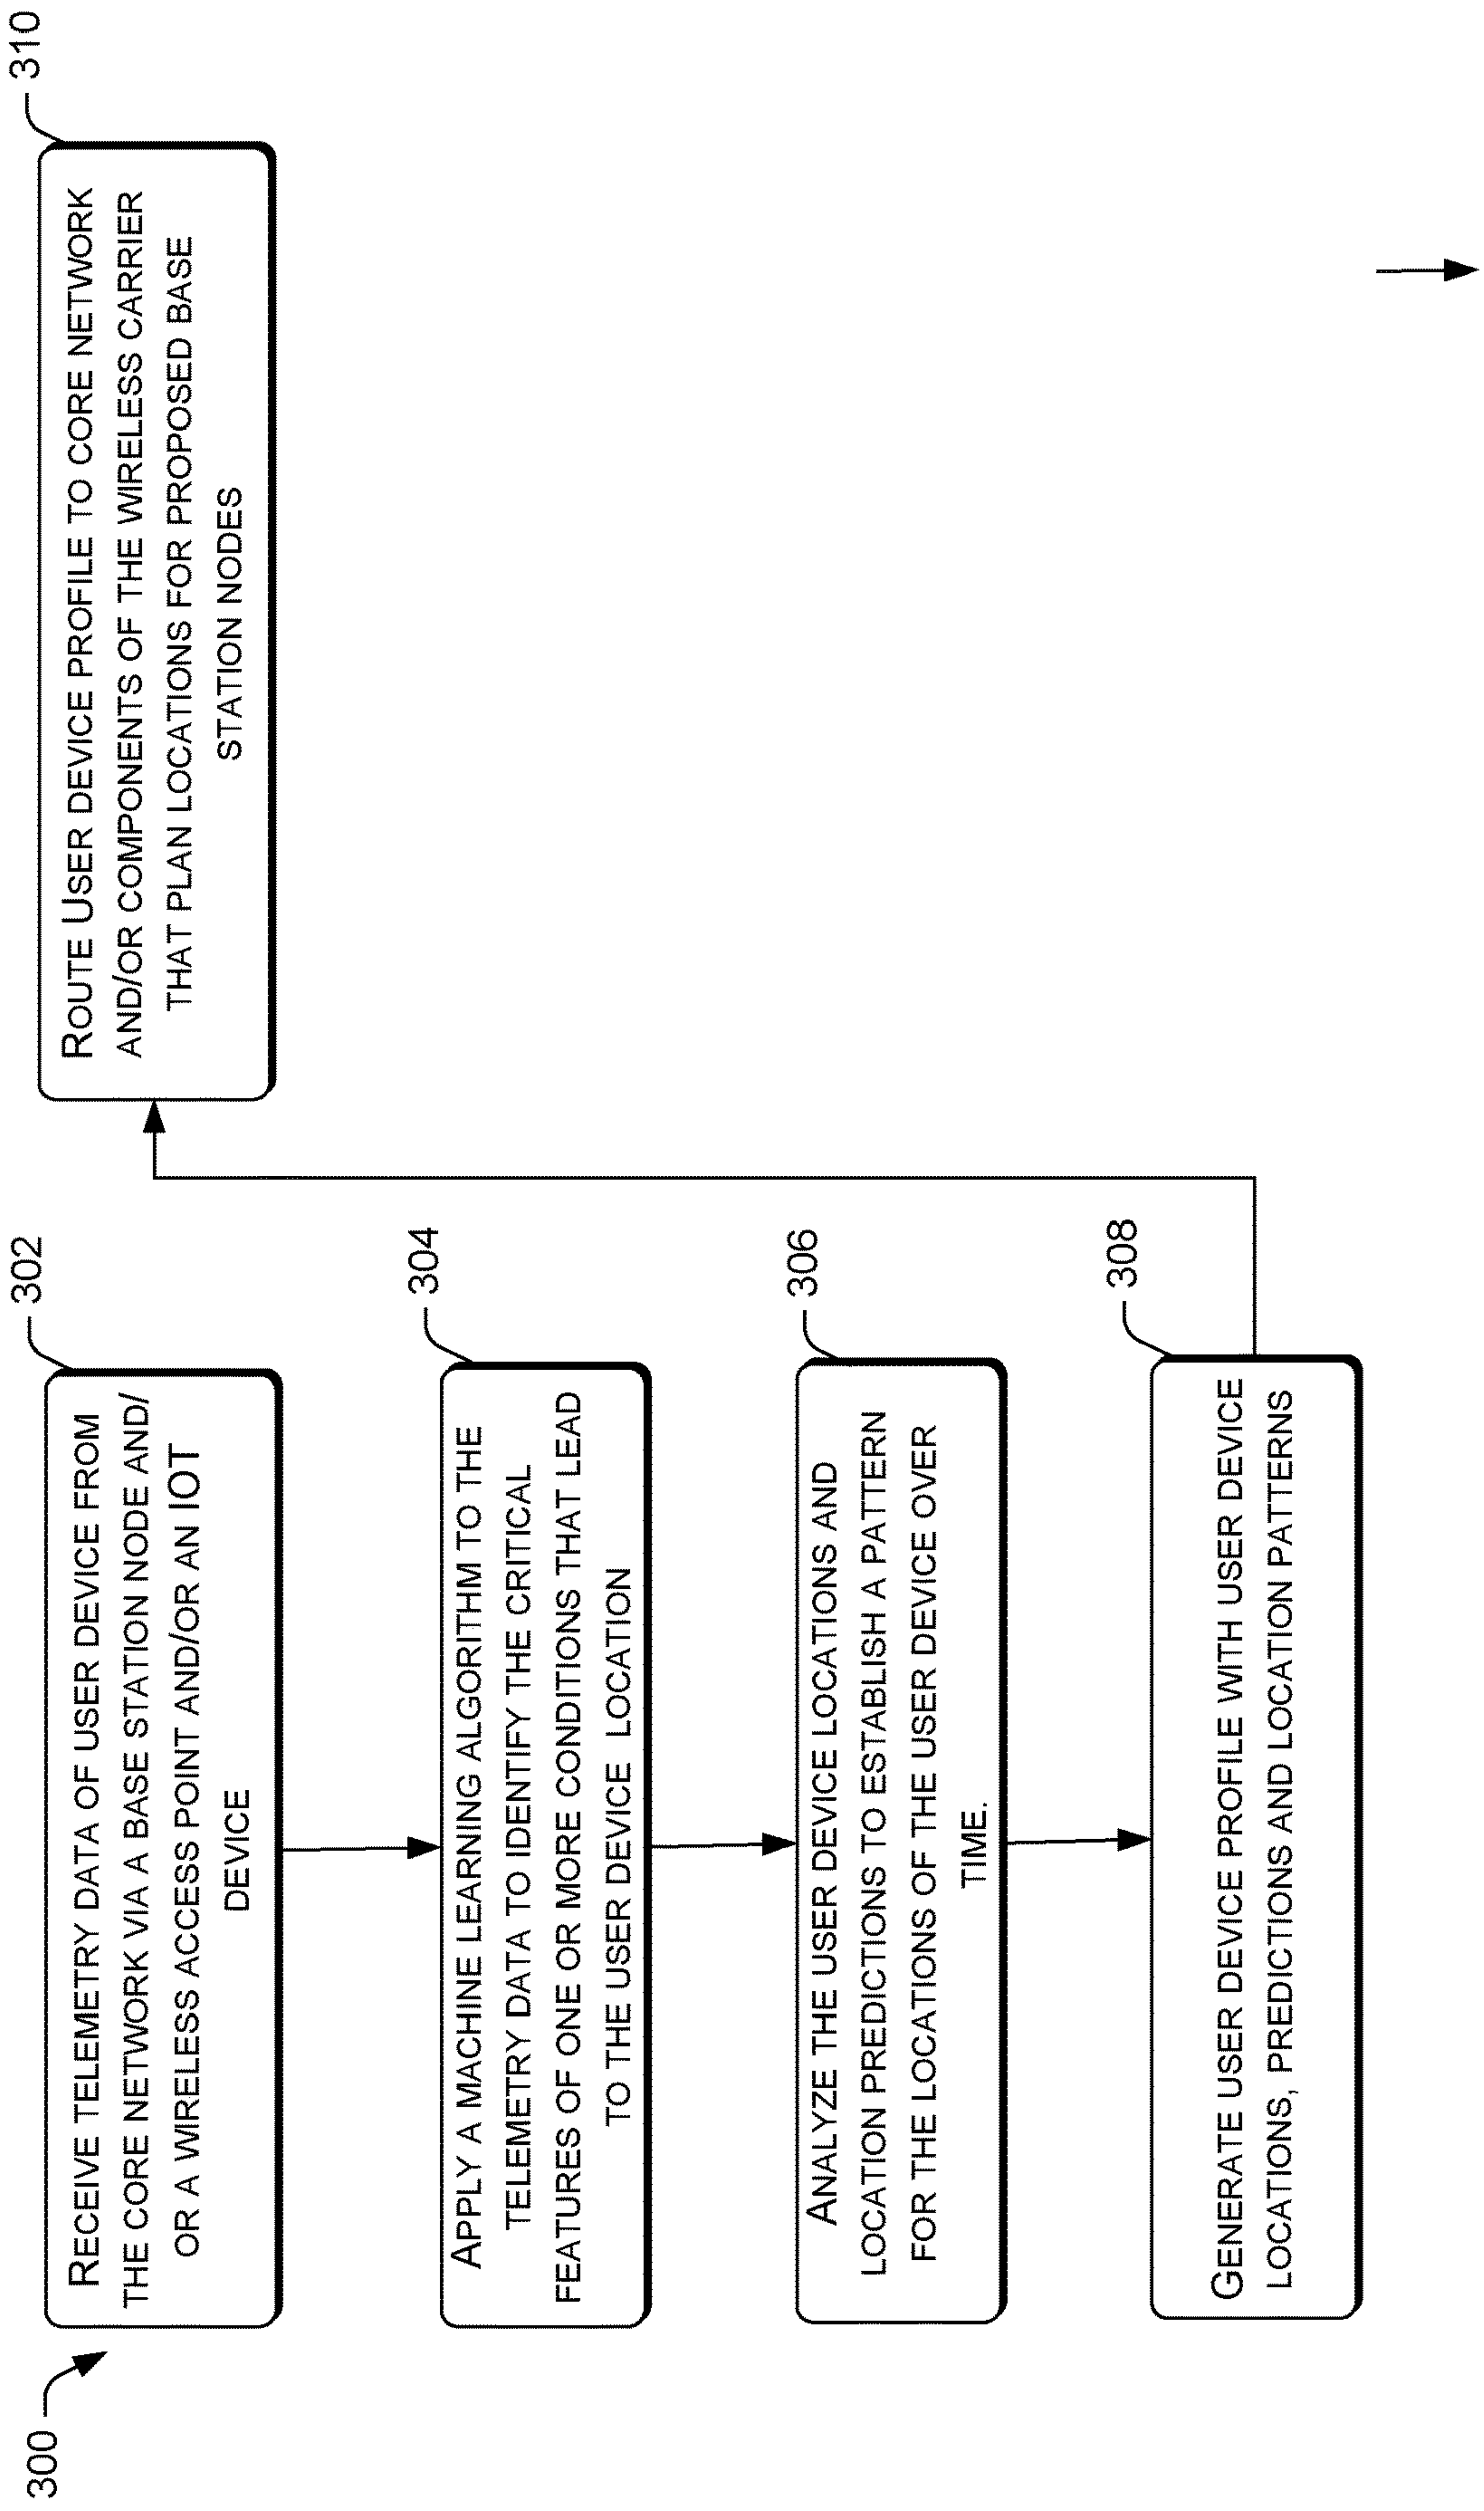 300
302
RECEIVE TELEMETRY DATA OF USER DEVICE FROM
THE CORE NETWORK VIA A BASE STATION NODE AND/
OR A WIRELESS ACCESS POINT AND/OR AN IOT
DEVICE
304
APPLY A MACHINE LEARNING ALGORITHM TO THE
TELEMETRY DATA TO IDENTIFY THE CRITICAL
FEATURES OF ONE OR MORE CONDITIONS THAT LEAD
TO THE USER DEVICE LOCATION
306
ANALYZE THE USER DEVICE LOCATIONS AND
LOCATION PREDICTIONS TO ESTABLISH A PATTERN
FOR THE LOCATIONS OF THE USER DEVICE OVER
TIME.
308
GENERATE USER DEVICE PROFILE WITH USER DEVICE
LOCATIONS, PREDICTIONS AND LOCATION PATTERNS
310
ROUTE USER DEVICE PROFILE TO CORE NETWORK
AND/OR COMPONENTS OF THE WIRELESS CARRIER
THAT PLAN LOCATIONS FOR PROPOSED BASE
STATION NODES